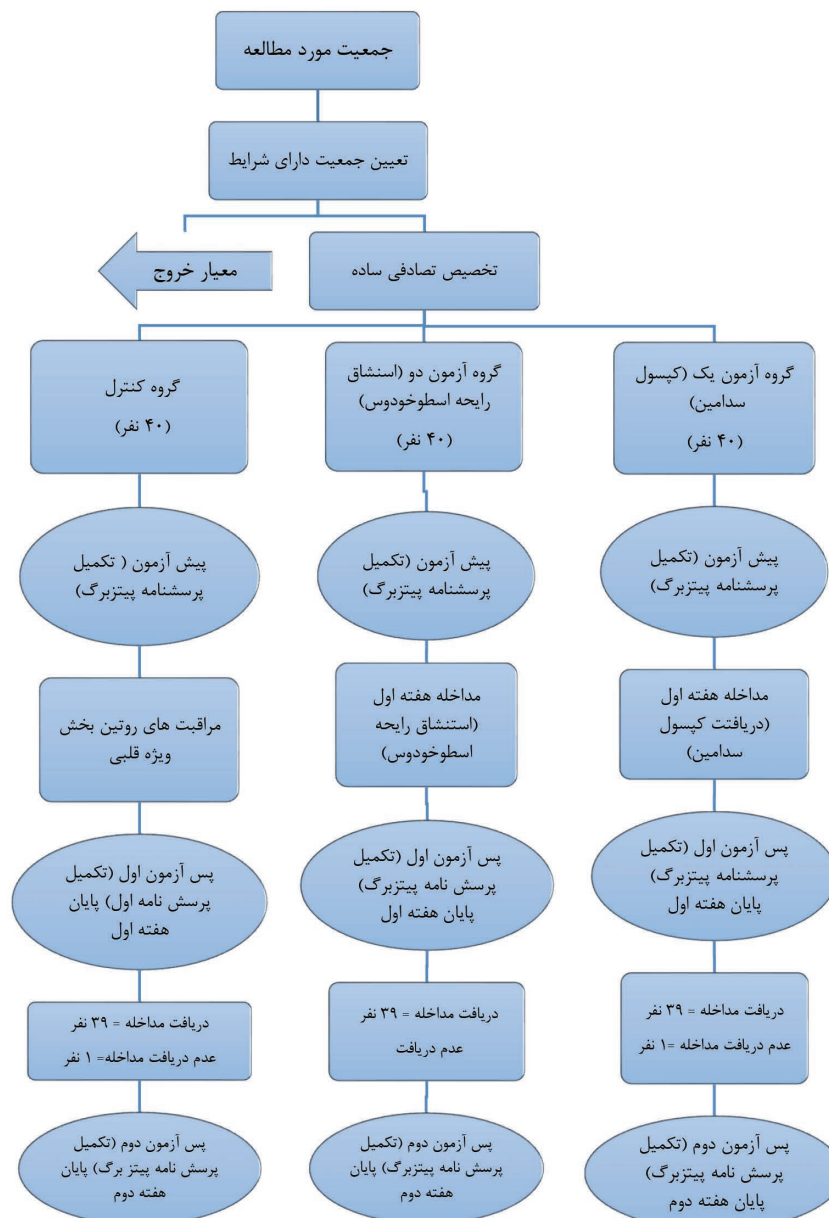 جمعیت مورد مطالعه
تعیین جمعیت دارای شرایط
معیار خروج
تخصیص تصادفی ساده
گروه آزمون یک (کپسول
سدامین)
(۴۰ نفر)
گروه آزمون دو (اسنشاق
رایحه اسطوخودوس)
(۴۰ نفر)
گروه کنترل
(۴۰ نفر)
پیش آزمون (تکمیل
پرسشنامه پیتزبرگ)
پیش آزمون (تکمیل
پرسشنامه پیتزبرگ)
پیش آزمون ( تکمیل
پرسشنامه پیتزبرگ)
مداخله هفته اول
(دریافتت کپسول
سدامین)
مداخله هفته اول
(استنشاق رایحه
اسطوخودوس)
مراقبت های روتین بخش
ویژه قلبی
پس آزمون اول (تکمیل
پرسشنامه پیتزبرگ)
پایان هفته اول
پس آزمون اول (تکمیل
پرسش نامه پیتزبرگ)
پایان هفته اول
پس آزمون اول (تکمیل
پرسش نامه اول) پایان
هفته اول
دریافت مداخله = ۳۹ نفر
عدم دریافت مداخله =۱ نفر
دریافت مداخله = ۳۹ نفر
عدم دریافت
دریافت مداخله = ۳۹ نفر
عدم دریافت مداخله= ۱ نفر
پس آزمون دوم (تکمیل
پرسش نامه پیتزبرگ)
پایان هفته دوم
پس آزمون دوم (تکمیل
پرسش نامه پیتزبرگ) پایان
هفته دوم
پس آزمون دوم (تکمیل
پرسش نامه پیتز برگ) پایان
هفته دوم